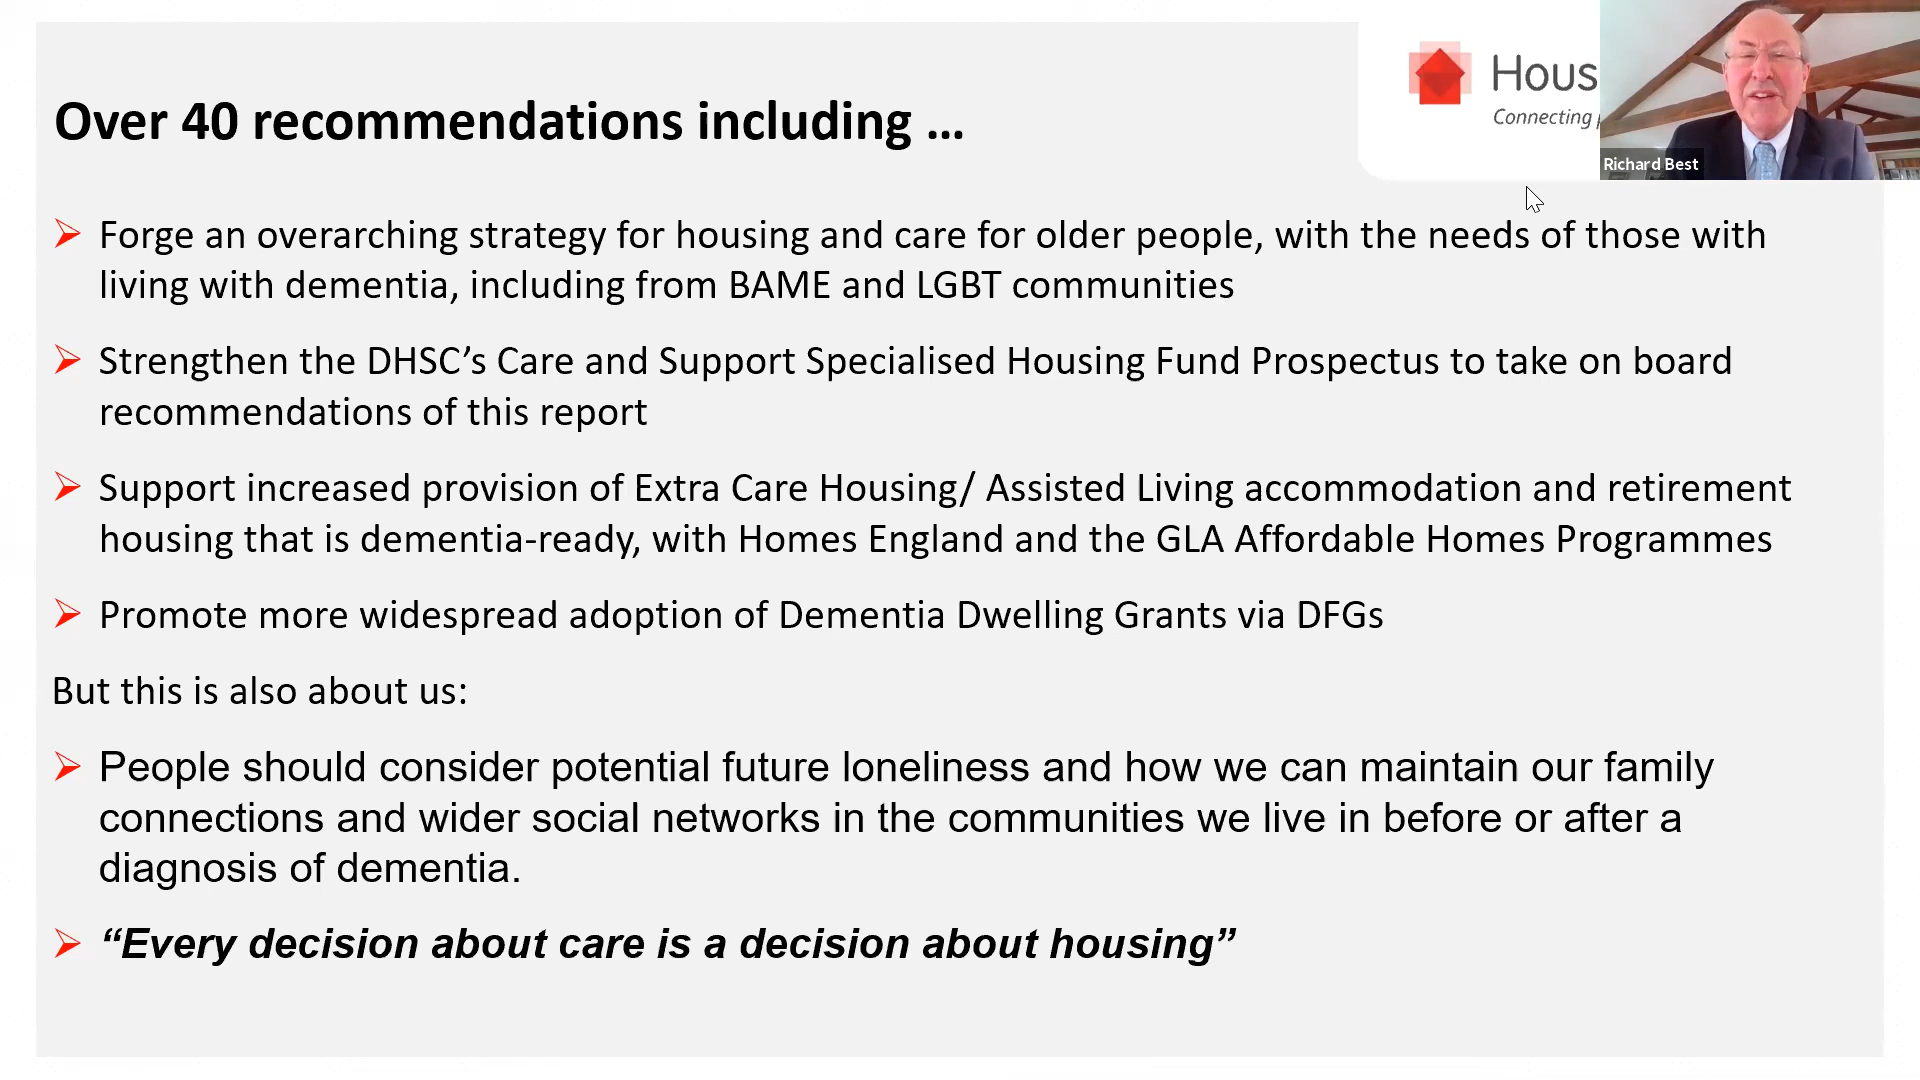 Hous
Connecting
Richard Best
Over 40 recommendations including ...
Forge an overarching strategy for housing and care for older people, with the needs of those with
living with dementia, including from BAME and LGBT communities
Strengthen the DHSC’s Care and Support Specialised Housing Fund Prospectus to take on board
recommendations of this report
Support increased provision of Extra Care Housing/ Assisted Living accommodation and retirement
housing that is dementia-ready, with Homes England and the GLA Affordable Homes Programmes
Promote more widespread adoption of Dementia Dwelling Grants via DFGs
But this is also about us:
People should consider potential future loneliness and how we can maintain our family
connections and wider social networks in the communities we live in before or after a
diagnosis of dementia.
“Every decision about care is a decision about housing”